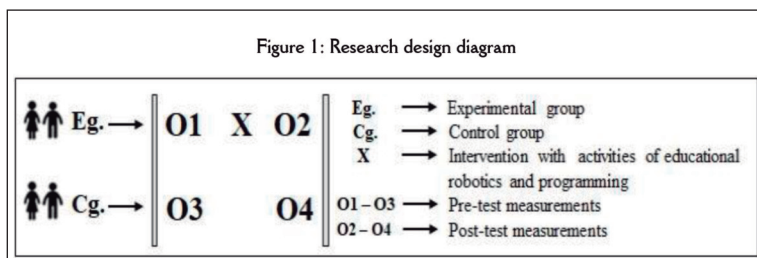 Figure 1: Research design diagram
Eg. → O1 X O2
Cg. → O3 O4
Eg. → Experimental group
Cg. → Control group
X → Intervention with activities of educational
robotics and programming
O1 – O3 → Pre-test measurements
O2 – O4 → Post-test measurements